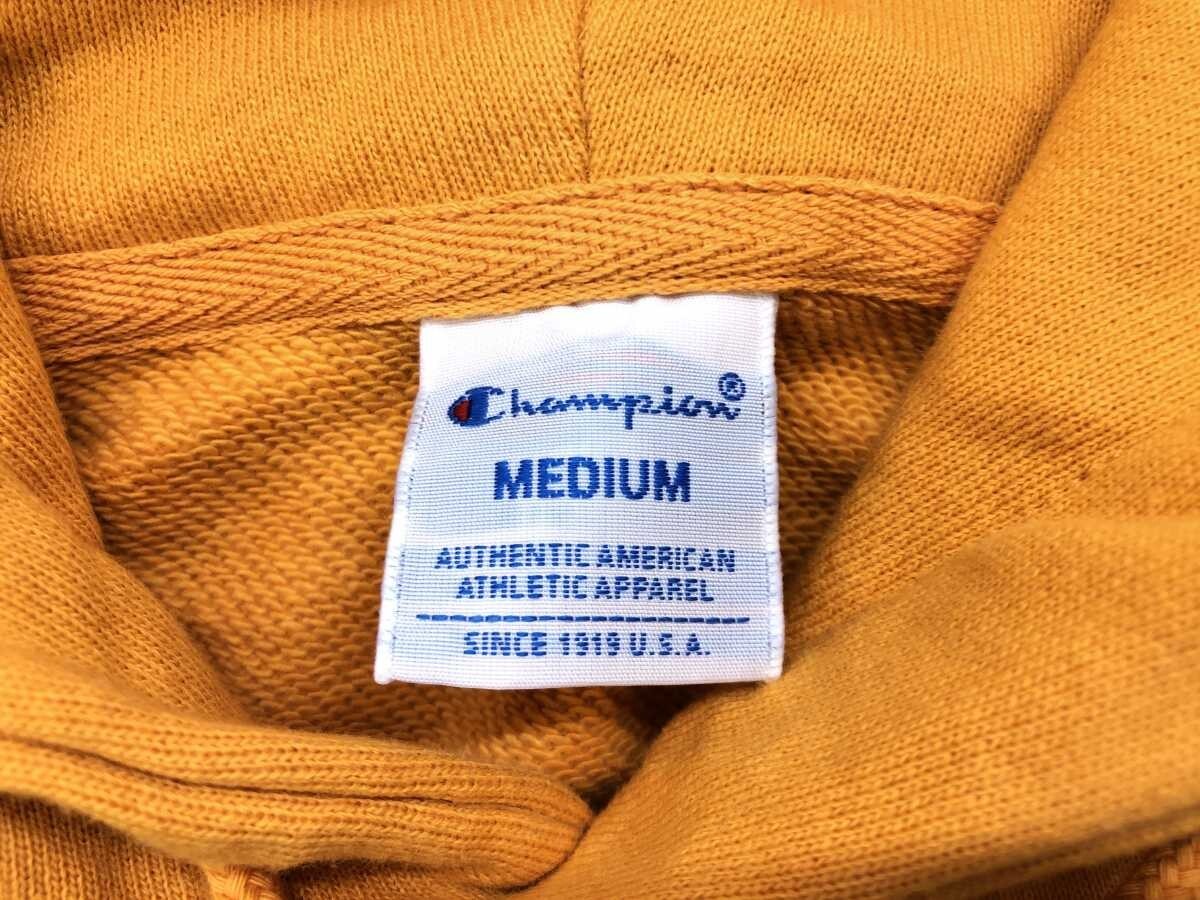 Champion®
MEDIUM
AUTHENTIC AMERICAN
ATHLETIC APPAREL
SINCE 1919 U.S.A.